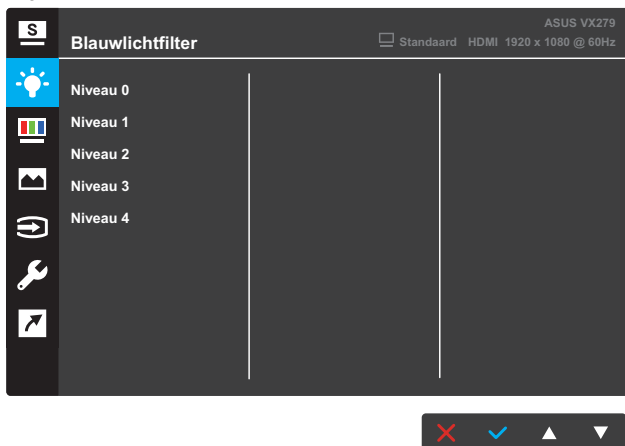 S
ASUS VX279
Blauwlichtfilter
Standaard HDMI 1920 x 1080 @ 60Hz
Niveau 0
Niveau 1
Niveau 2
Niveau 3
Niveau 4